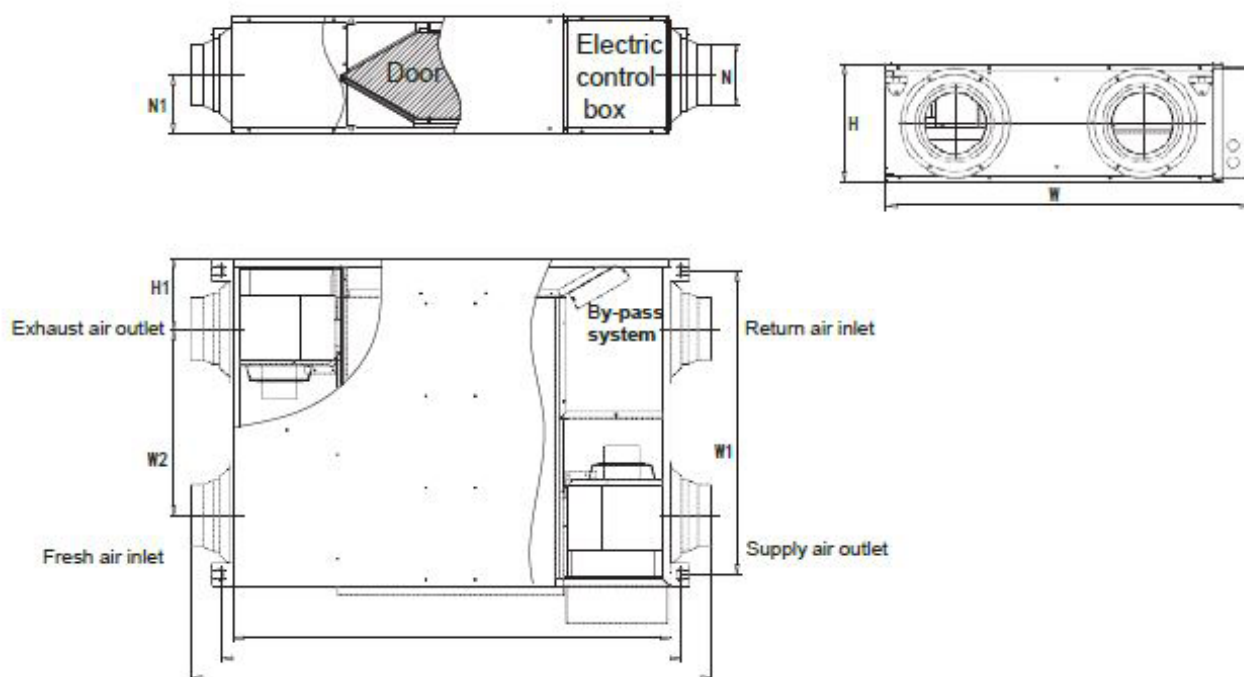 Door
Electric
control
box
N1
N
H
W
H1
Exhaust air outlet
By-pass
system
Return air inlet
W2
W1
Fresh air inlet
Supply air outlet